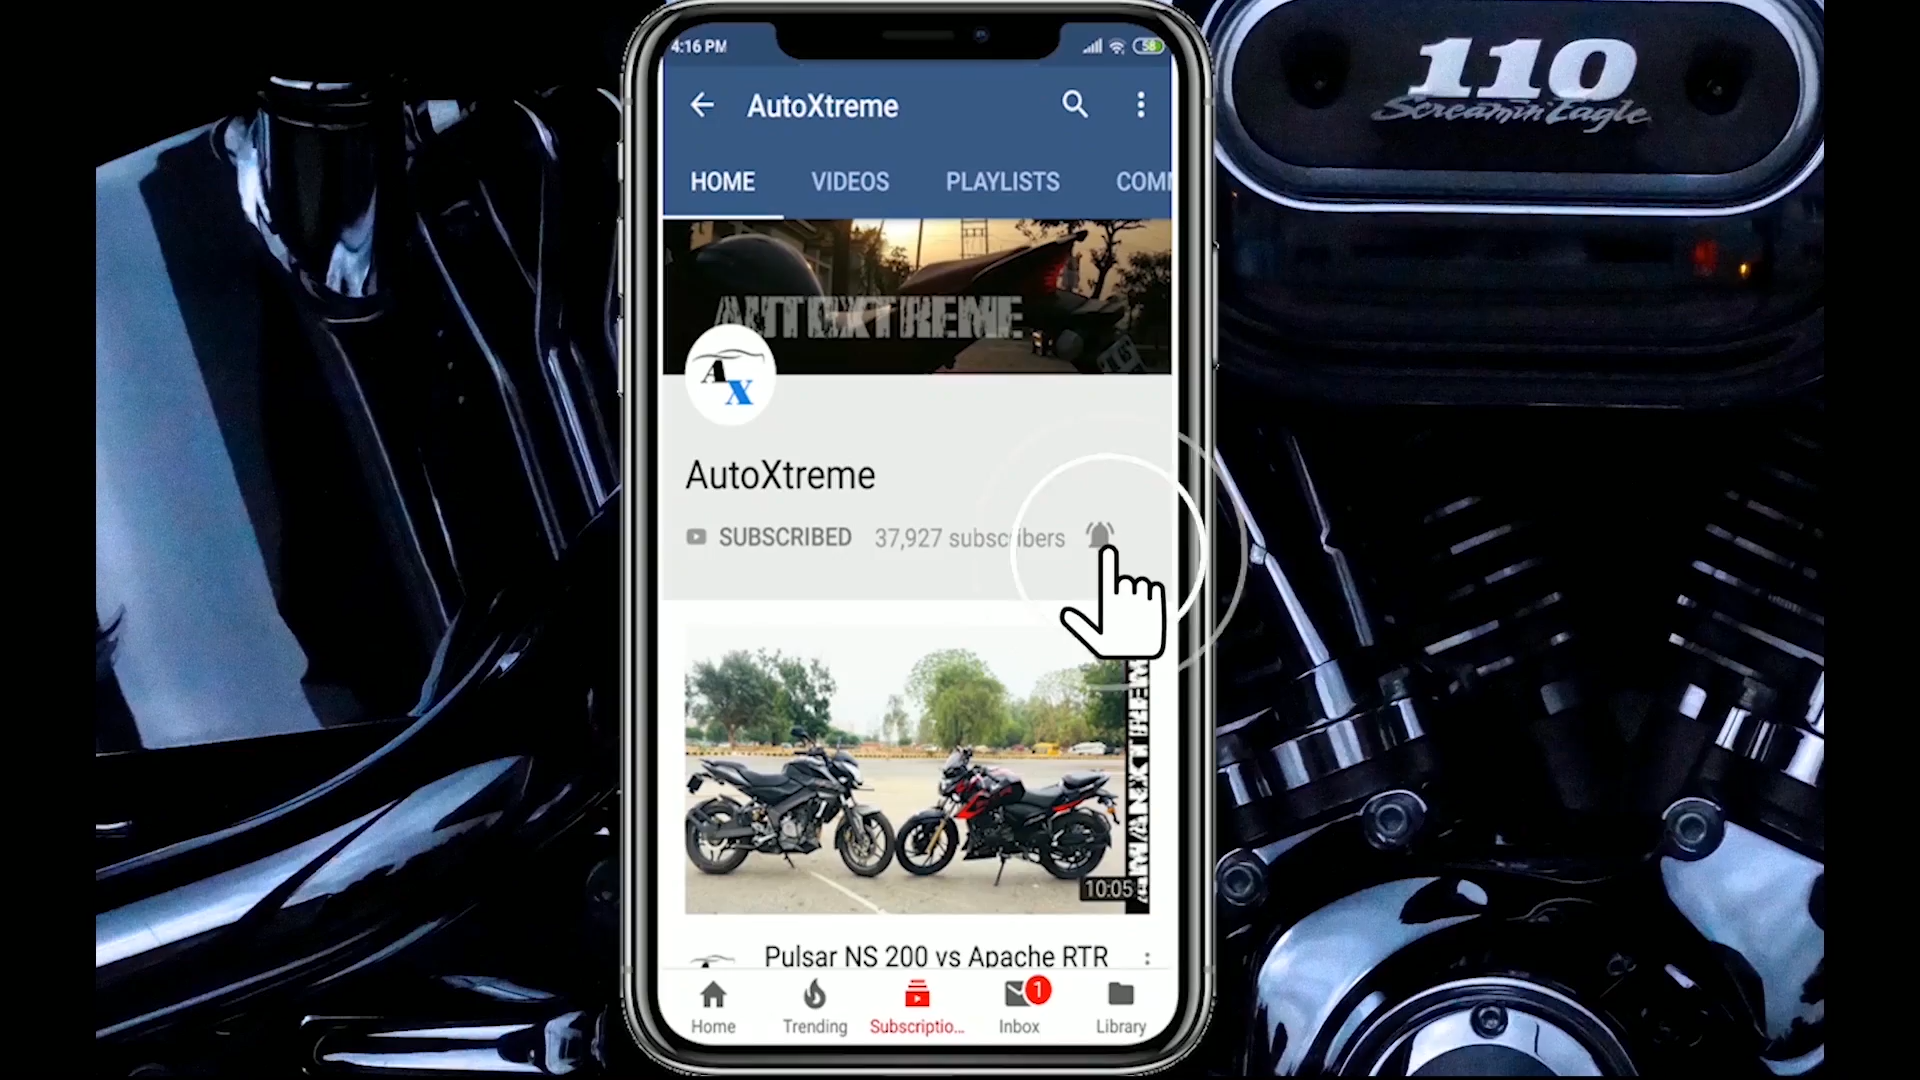 4:16 PM
58
AutoXtreme
HOME
VIDEOS
PLAYLISTS
COM
AUTOXTREME
A
X
AutoXtreme
SUBSCRIBED
37,927 subscribers
10:05
Pulsar NS 200 vs Apache RTR
Home
Trending
Subscriptio...
1
Inbox
Library
110
Screamin' Eagle